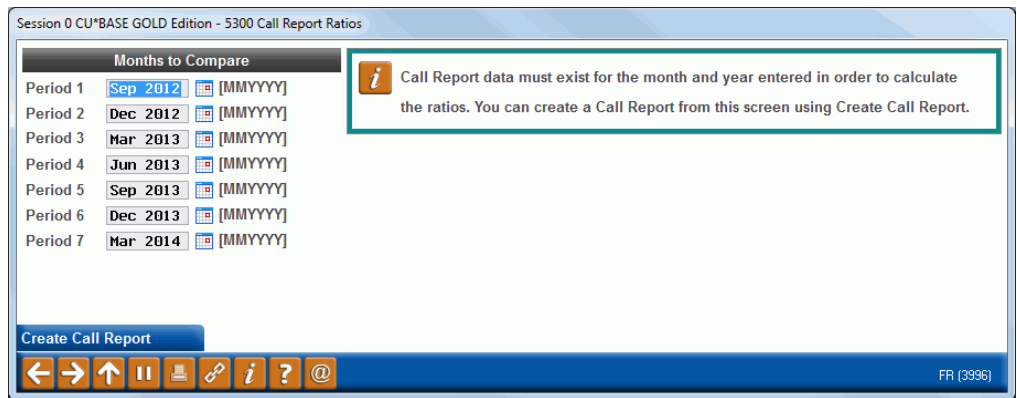 Session 0 CU*BASE GOLD Edition - 5300 Call Report Ratios
Months to Compare
Period 1 Sep 2012 [MMYYYY]
Period 2 Dec 2012 [MMYYYY]
Period 3 Mar 2013 [MMYYYY]
Period 4 Jun 2013 [MMYYYY]
Period 5 Sep 2013 [MMYYYY]
Period 6 Dec 2013 [MMYYYY]
Period 7 Mar 2014 [MMYYYY]
i Call Report data must exist for the month and year entered in order to calculate
the ratios. You can create a Call Report from this screen using Create Call Report.
Create Call Report
i ? @
FR (3996)